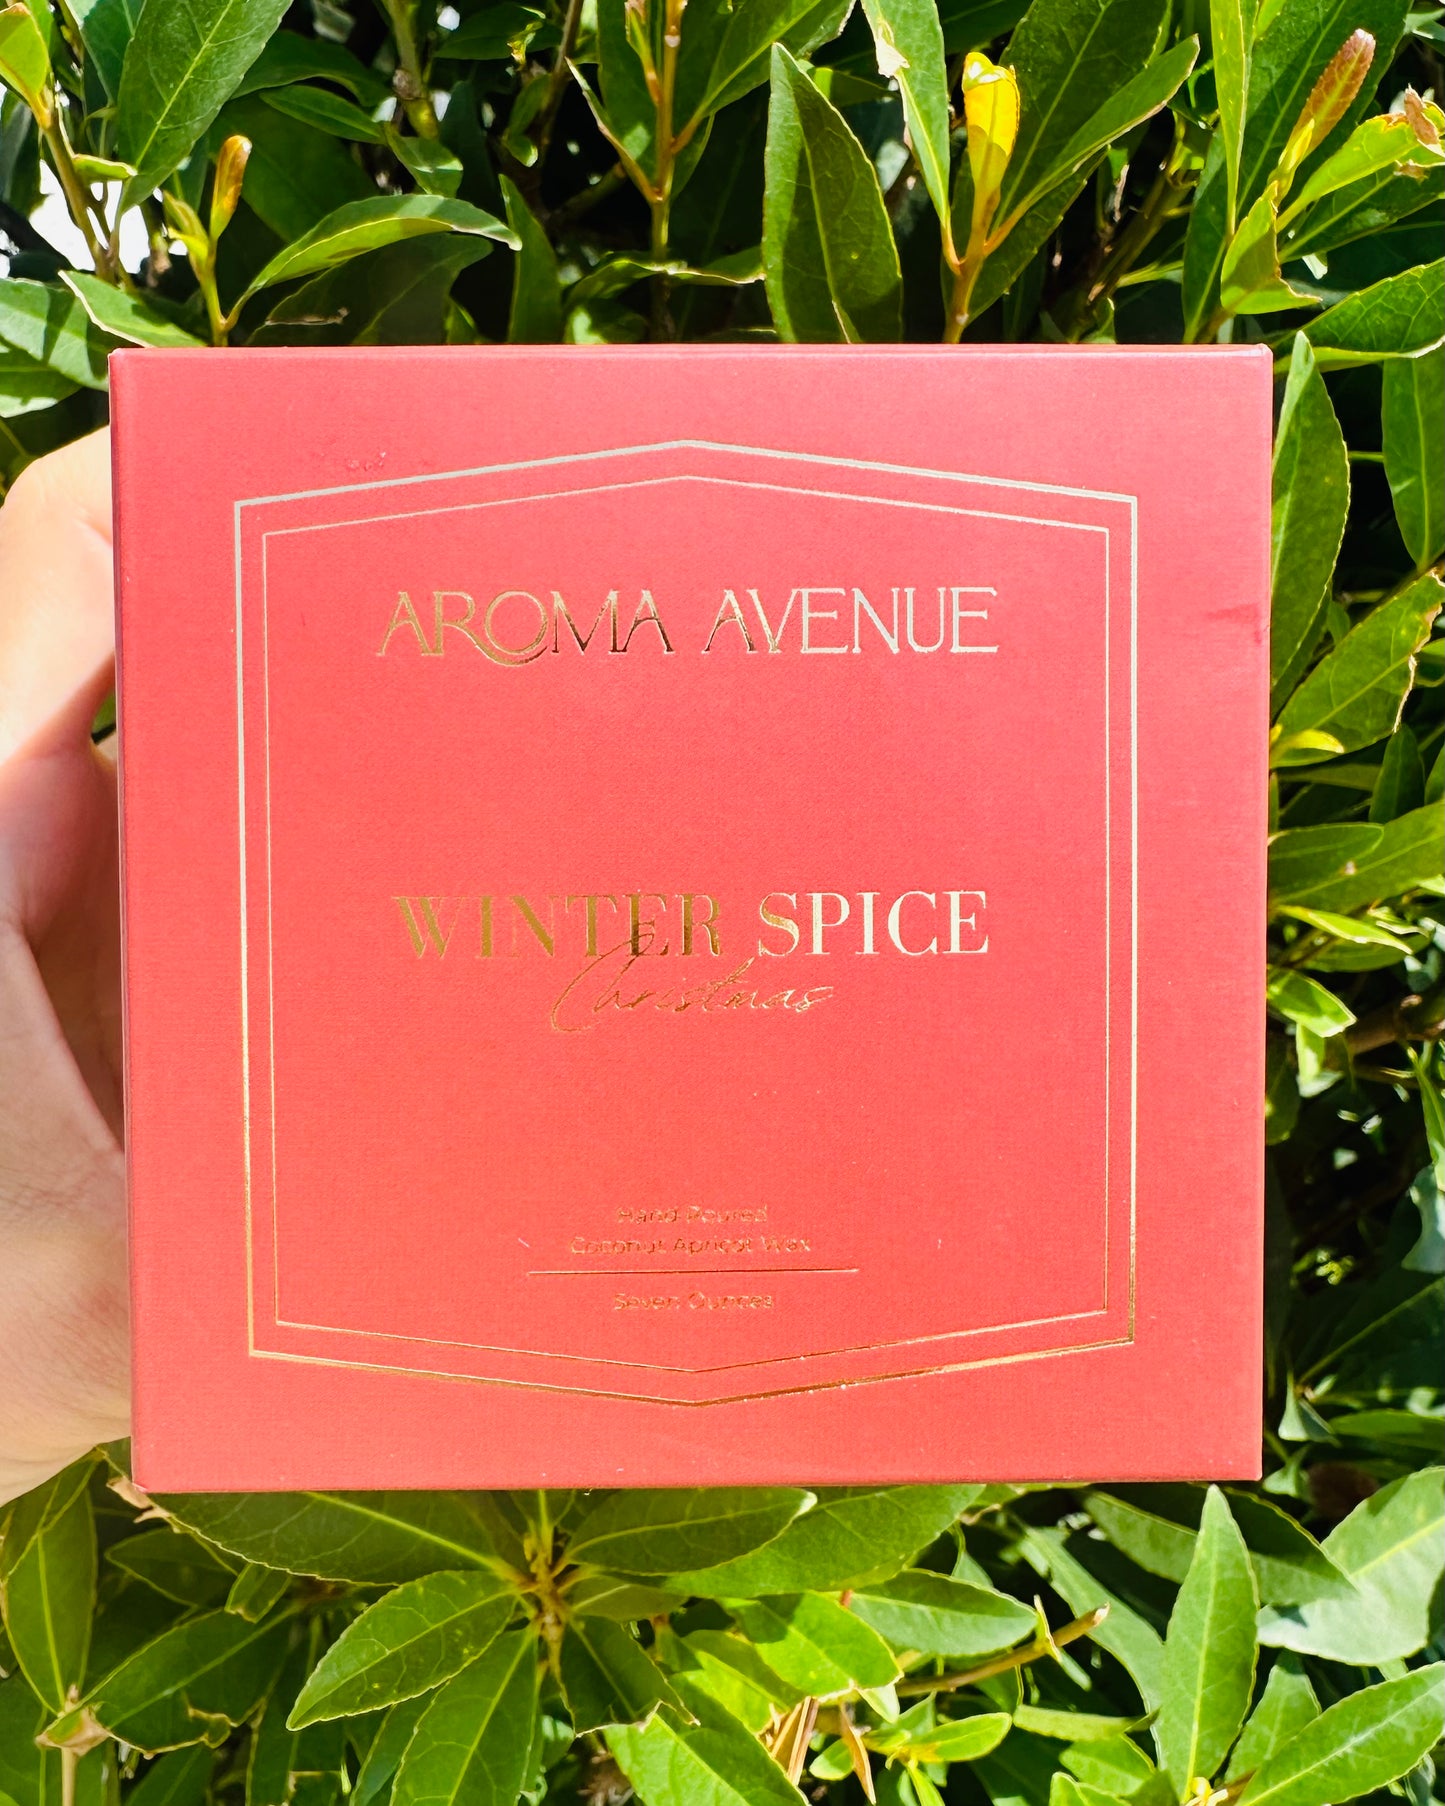 AROMA AVENUE
WINTER SPICE
Christmas
Hand Poured
Coconut Apricot Wax
Seven Ounces